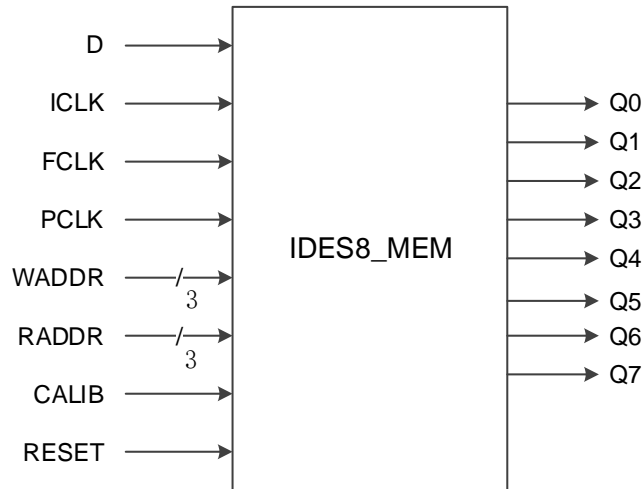 D
ICLK
FCLK
PCLK
WADDR
/
3
RADDR
/
3
CALIB
RESET
IDES8_MEM
Q0
Q1
Q2
Q3
Q4
Q5
Q6
Q7